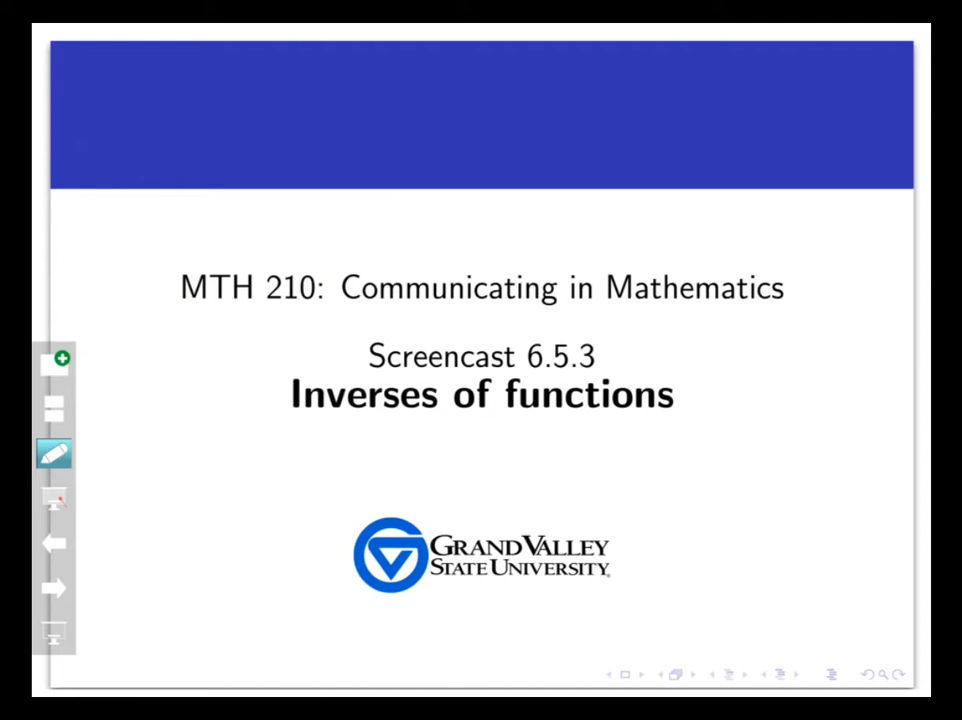 MTH 210: Communicating in Mathematics
Screencast 6.5.3
Inverses of functions
GRAND VALLEY
STATE UNIVERSITY